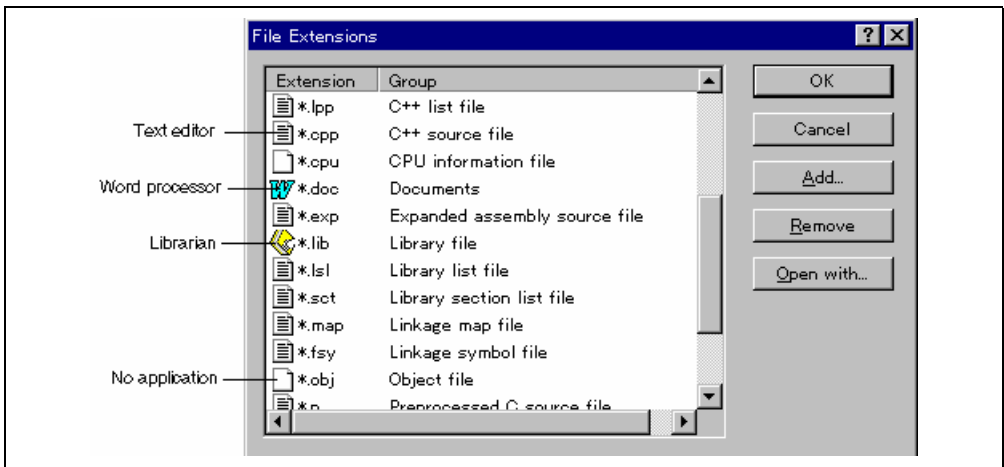 File Extensions
Extension Group
*.lpp C++ list file
Text editor *.cpp C++ source file
*.cpu CPU information file
Word processor *.doc Documents
*.exp Expanded assembly source file
Librarian *.lib Library file
*.lsl Library list file
*.sct Library section list file
*.map Linkage map file
*.fsy Linkage symbol file
No application *.obj Object file
*.p Preprocessed C source file
OK
Cancel
Add...
Remove
Open with...